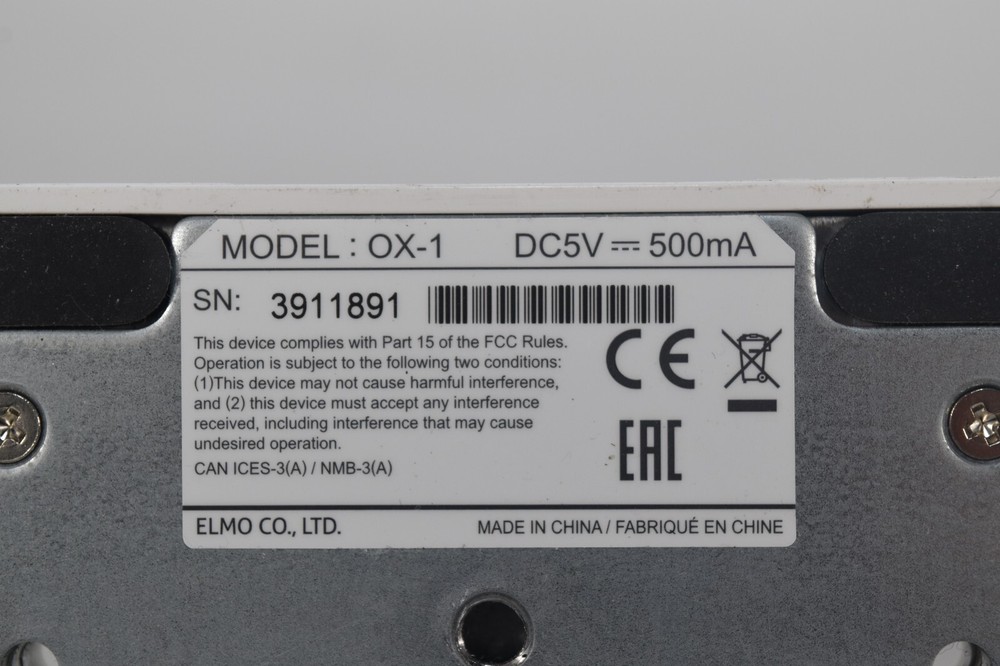 MODEL : OX-1 DC5V ⎓ 500mA
SN: 3911891
This device complies with Part 15 of the FCC Rules.
Operation is subject to the following two conditions:
(1)This device may not cause harmful interference,
and (2) this device must accept any interference
received, including interference that may cause
undesired operation.
CAN ICES-3(A) / NMB-3(A)
CE
EAC
ELMO CO., LTD. MADE IN CHINA / FABRIQUÉ EN CHINE